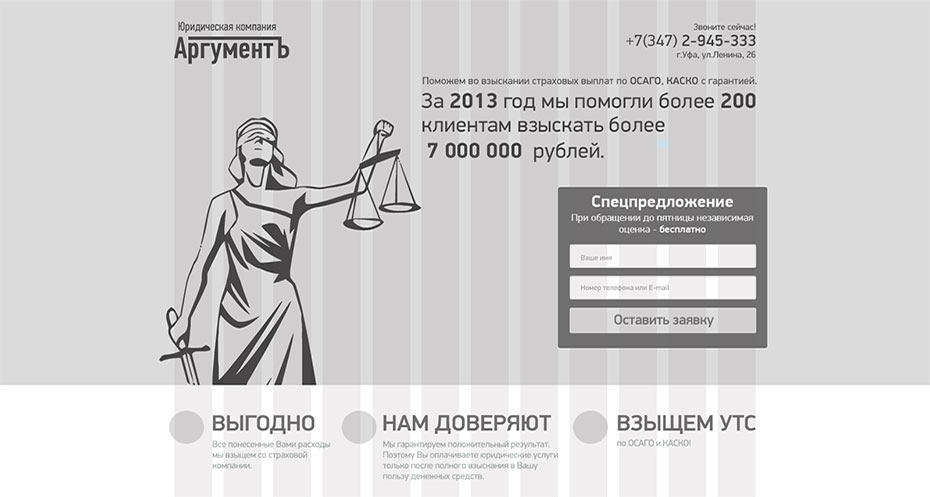 Юридическая компания
АргументЪ
Звоните сейчас!
+7(347) 2-945-333
г.Уфа, ул.Ленина, 26
Поможем во взыскании страховых выплат по ОСАГО, КАСКО с гарантией.
За 2013 год мы помогли более 200
клиентам взыскать более
7 000 000 рублей.
Спецпредложение
При обращении до пятницы независимая
оценка - бесплатно
Ваше имя
Номер телефона или E-mail
Оставить заявку
ВЫГОДНО
Все понесенные Вами расходы
мы взыщем со страховой
компании.
НАМ ДОВЕРЯЮТ
Мы гарантируем положительный результат.
Поэтому Вы оплачиваете юридические услуги
только после полного взыскания в Вашу
пользу денежных средств.
ВЗЫЩЕМ УТС
по ОСАГО и КАСКО!